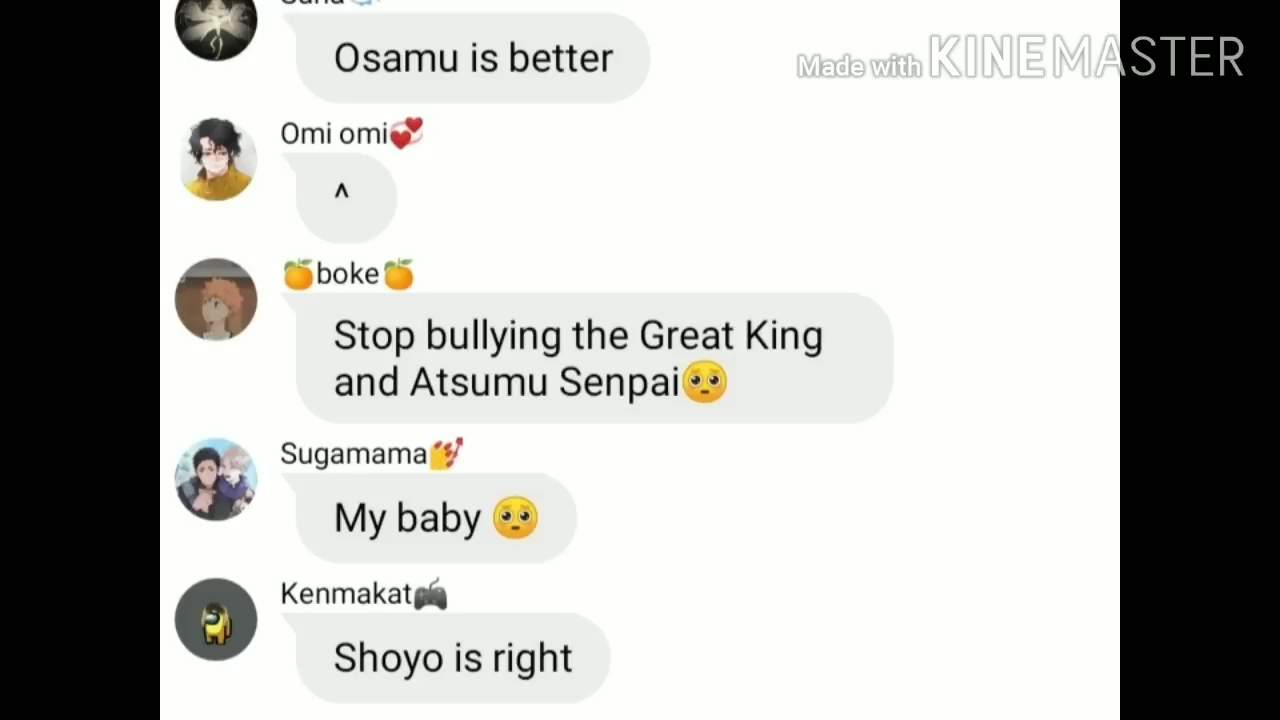 Osamu is better
Made with KINEMASTER
Omi omi💞
^
🍊boke🍊
Stop bullying the Great King
and Atsumu Senpai🥺
Sugamama💅
My baby 🥺
Kenmakat🎮
Shoyo is right